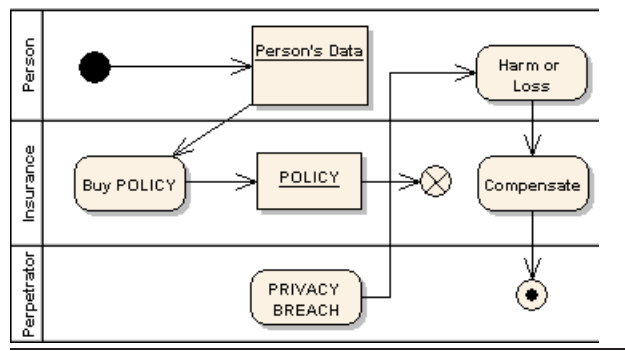 Person
Person's Data
Harm or
Loss
Insurance
Buy POLICY
POLICY
Compensate
Perpetrator
PRIVACY
BREACH